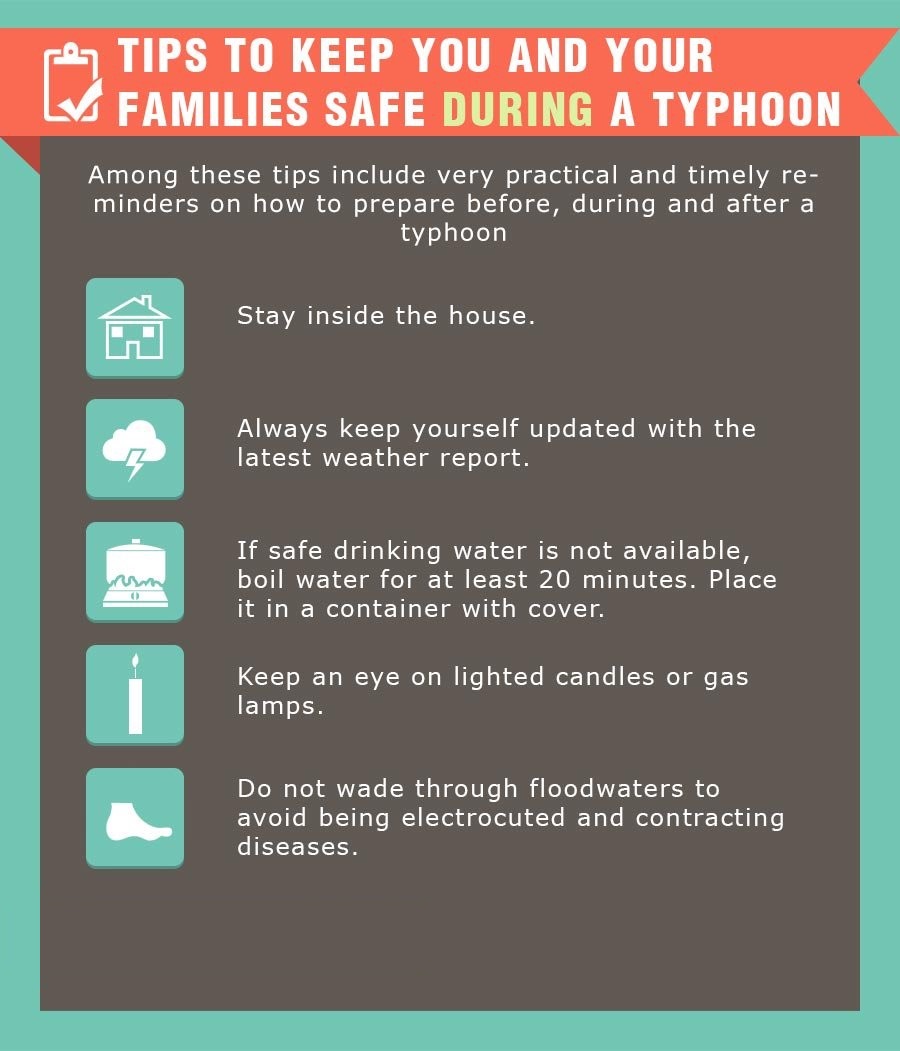 TIPS TO KEEP YOU AND YOUR
FAMILIES SAFE DURING A TYPHOON
Among these tips include very practical and timely re-
minders on how to prepare before, during and after a
typhoon
Stay inside the house.
Always keep yourself updated with the
latest weather report.
If safe drinking water is not available,
boil water for at least 20 minutes. Place
it in a container with cover.
Keep an eye on lighted candles or gas
lamps.
Do not wade through floodwaters to
avoid being electrocuted and contracting
diseases.